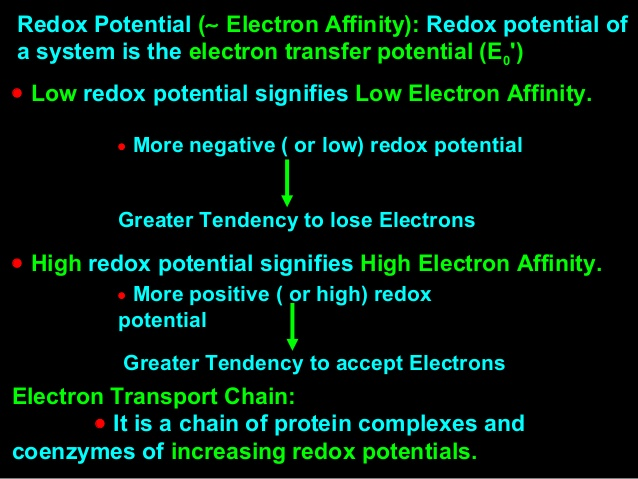 Redox Potential (~ Electron Affinity): Redox potential of
a system is the electron transfer potential (E₀')
• Low redox potential signifies Low Electron Affinity.
• More negative ( or low) redox potential
Greater Tendency to lose Electrons
• High redox potential signifies High Electron Affinity.
• More positive ( or high) redox
potential
Greater Tendency to accept Electrons
Electron Transport Chain:
• It is a chain of protein complexes and
coenzymes of increasing redox potentials.